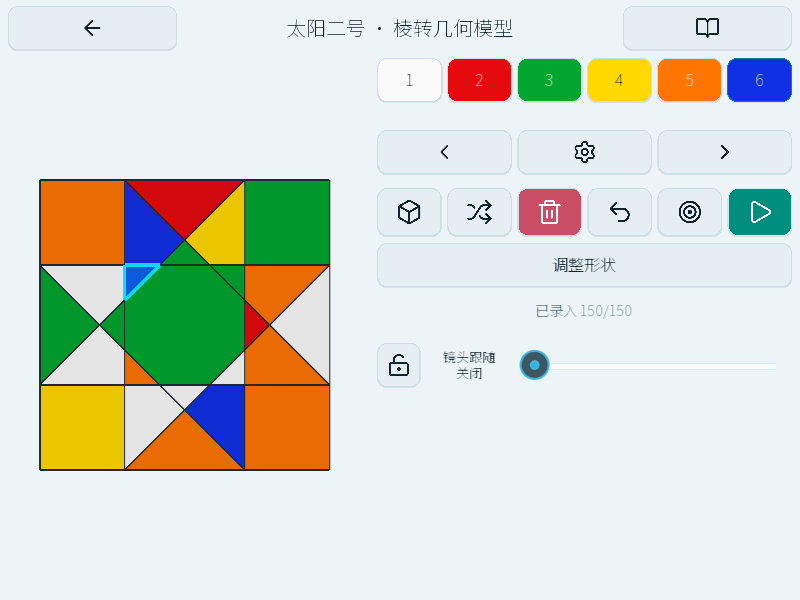 太阳二号 · 棱转几何模型
1 2 3 4 5 6
调整形状
已录入 150/150
镜头跟随
关闭